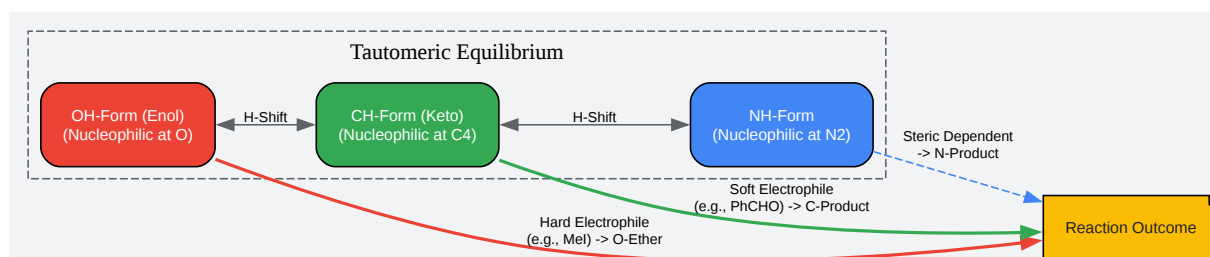 Tautomeric Equilibrium
OH-Form (Enol)
(Nucleophilic at O)
H-Shift
CH-Form (Keto)
(Nucleophilic at C4)
H-Shift
NH-Form
(Nucleophilic at N2)
Steric Dependent
-> N-Product
Soft Electrophile
(e.g., PhCHO) -> C-Product
Hard Electrophile
(e.g., MeI) -> O-Ether
Reaction Outcome